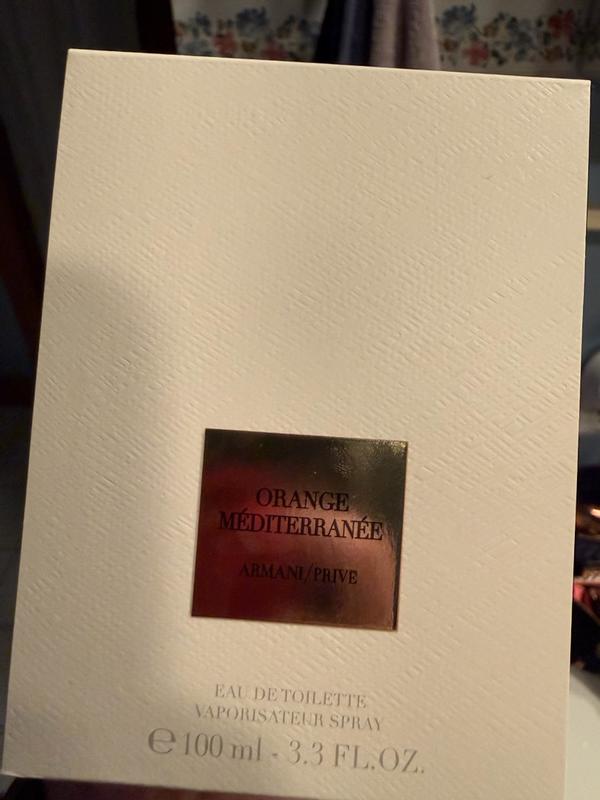 ORANGE
MÉDITERRANÉE
ARMANI/PRIVE
EAU DE TOILETTE
VAPORISATEUR SPRAY
℮ 100 ml - 3.3 FL.OZ.